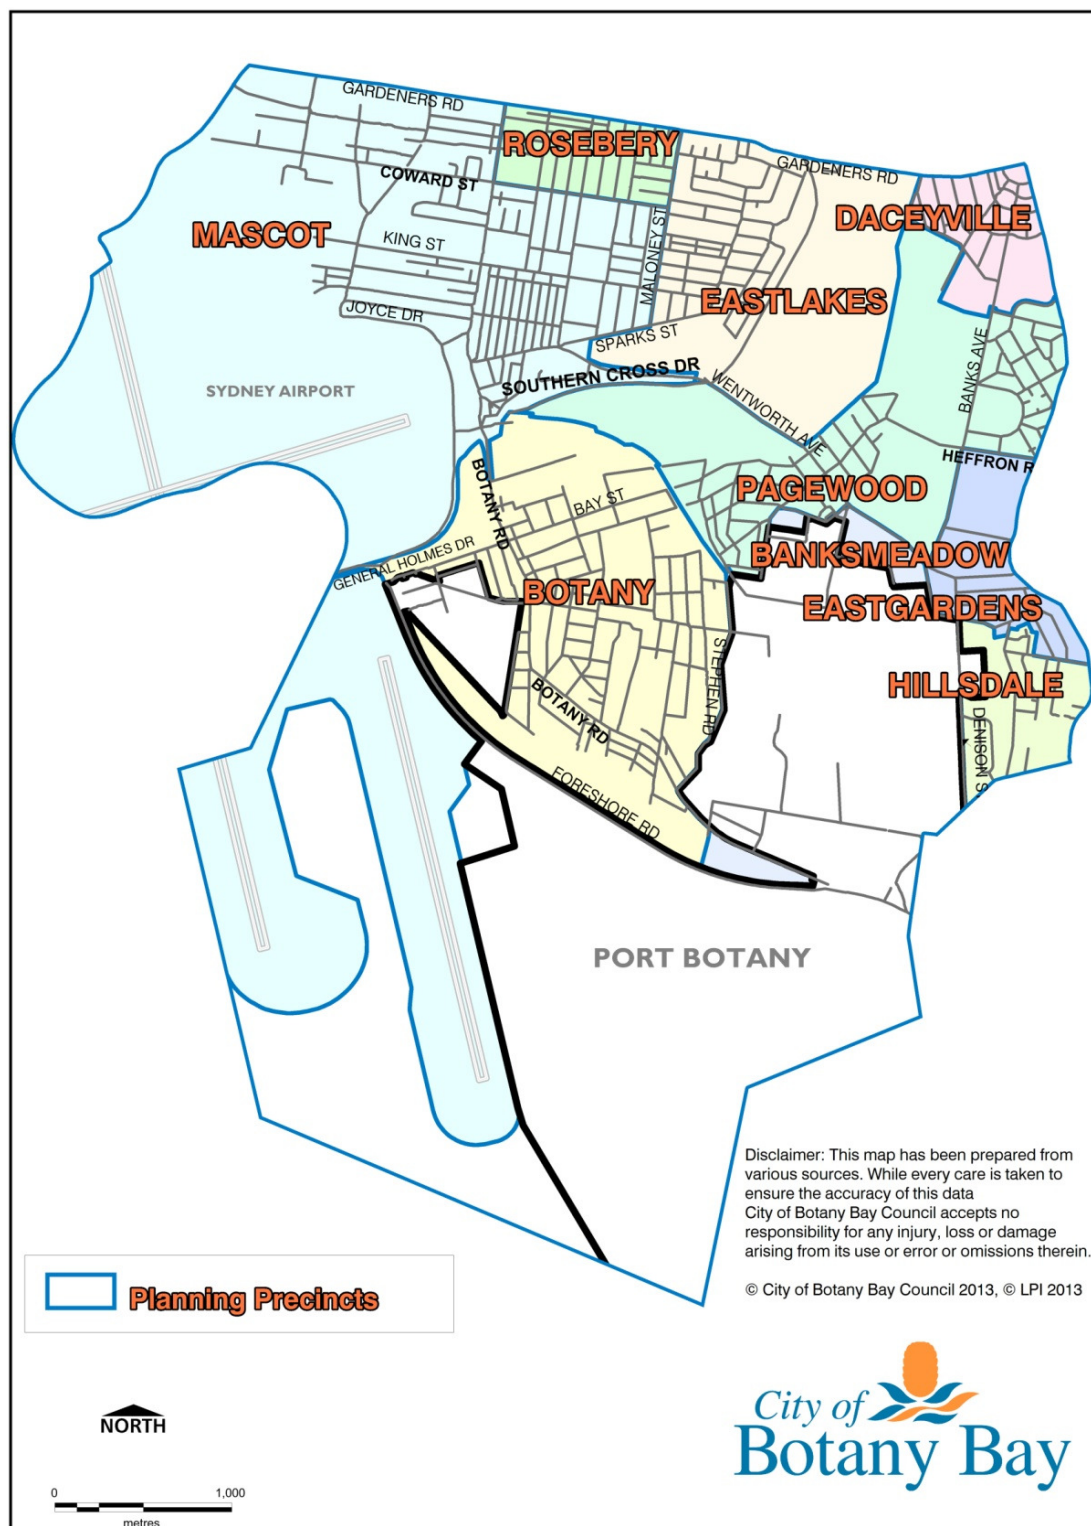 GARDENERS RD
ROSEBERY
GARDENERS RD
COWARD ST
DACEYVILLE
MASCOT
KING ST
MALONEY ST
EASTLAKES
JOYCE DR
SPARKS ST
BANKS AVE
SYDNEY AIRPORT
SOUTHERN CROSS DR
WENTWORTH AVE
HEFFRON R
BOTANY RD
BAY ST
PAGEWOOD
GENERAL HOLMES DR
BANKSMEADOW
BOTANY
EASTGARDENS
STEPHEN RD
HILLSDALE
BOTANY RD
DENISON S
FORESHORE RD
PORT BOTANY
Disclaimer: This map has been prepared from
various sources. While every care is taken to
ensure the accuracy of this data
City of Botany Bay Council accepts no
responsibility for any injury, loss or damage
arising from its use or error or omissions therein.
© City of Botany Bay Council 2013, © LPI 2013
Planning Precincts
NORTH
City of
Botany Bay
0 1,000
metres